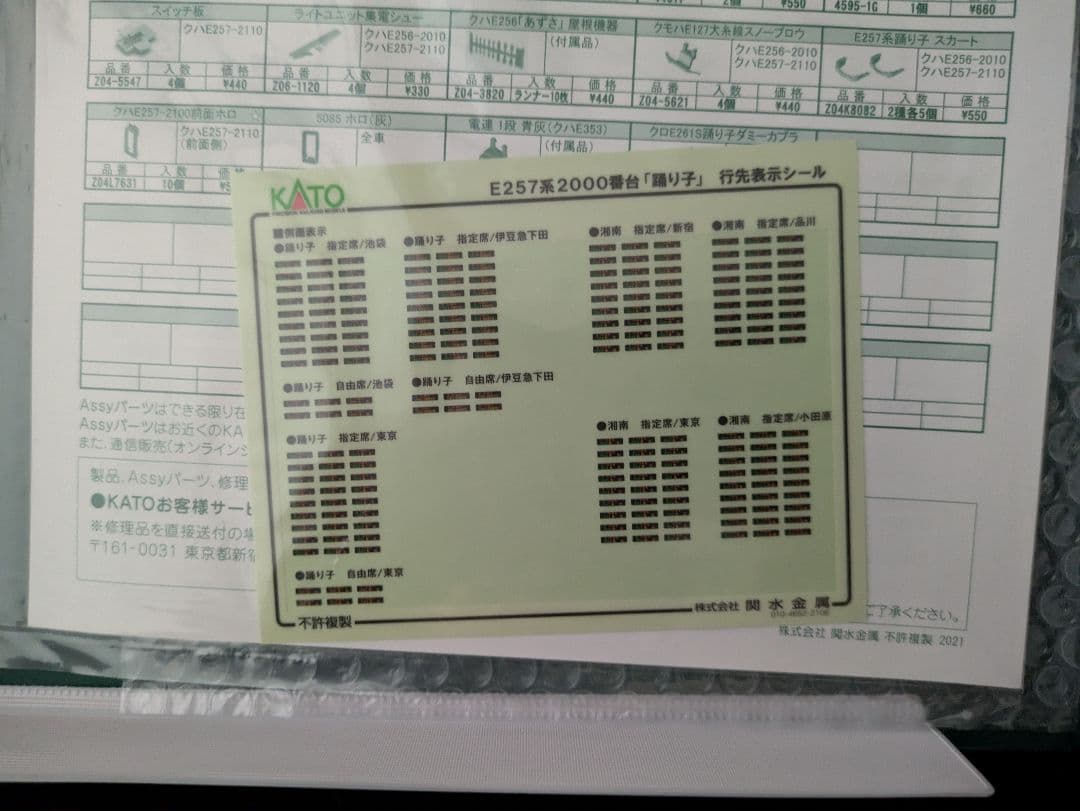 2個 ¥550
4595-1G 1個 ¥660
スイッチ板
クハE257-2110
品番 入数 価格
Z04-5547 4個 ¥440
ライトユニット集電シュー
クハE256-2010
クハE257-2110
品番 入数 価格
Z06-1120 4個 ¥330
クハE256「あずさ」屋根機器
(付属品)
品番 入数 価格
Z04-3820 ランナー10枚 ¥440
クモハE127大糸線スノープロウ
クハE256-2010
クハE257-2110
品番 入数 価格
Z04-5621 4個 ¥440
E257系踊り子 スカート
クハE256-2010
クハE257-2110
品番 入数 価格
Z04K8082 2種各5個 ¥550
クハE257-2100前面ホロ
クハE257-2110
(前面側)
品番 入数
Z04L7631 10個
S085 ホロ(灰)
全車
電連 1段 青灰(クハE353)
(付属品)
クロE261S踊り子ダミーカプラ
KATO
PRECISION RAILROAD MODELS
E257系2000番台「踊り子」 行先表示シール
■側面表示
●踊り子 指定席/池袋
●踊り子 指定席/伊豆急下田
●湘南 指定席/新宿
●湘南 指定席/品川
●踊り子 自由席/池袋
●踊り子 自由席/伊豆急下田
●踊り子 指定席/東京
●湘南 指定席/東京
●湘南 指定席/小田原
●踊り子 自由席/東京
不許複製
株式会社 関水金属
Assyパーツはできる限り在
Assyパーツはお近くのKA
また、通信販売(オンライン
製品、Assyパーツ、修理
●KATOお客様サー
※修理品を直接送付の場
〒161-0031 東京都新宿
ご了承ください。
株式会社 関水金属 不許複製 2021